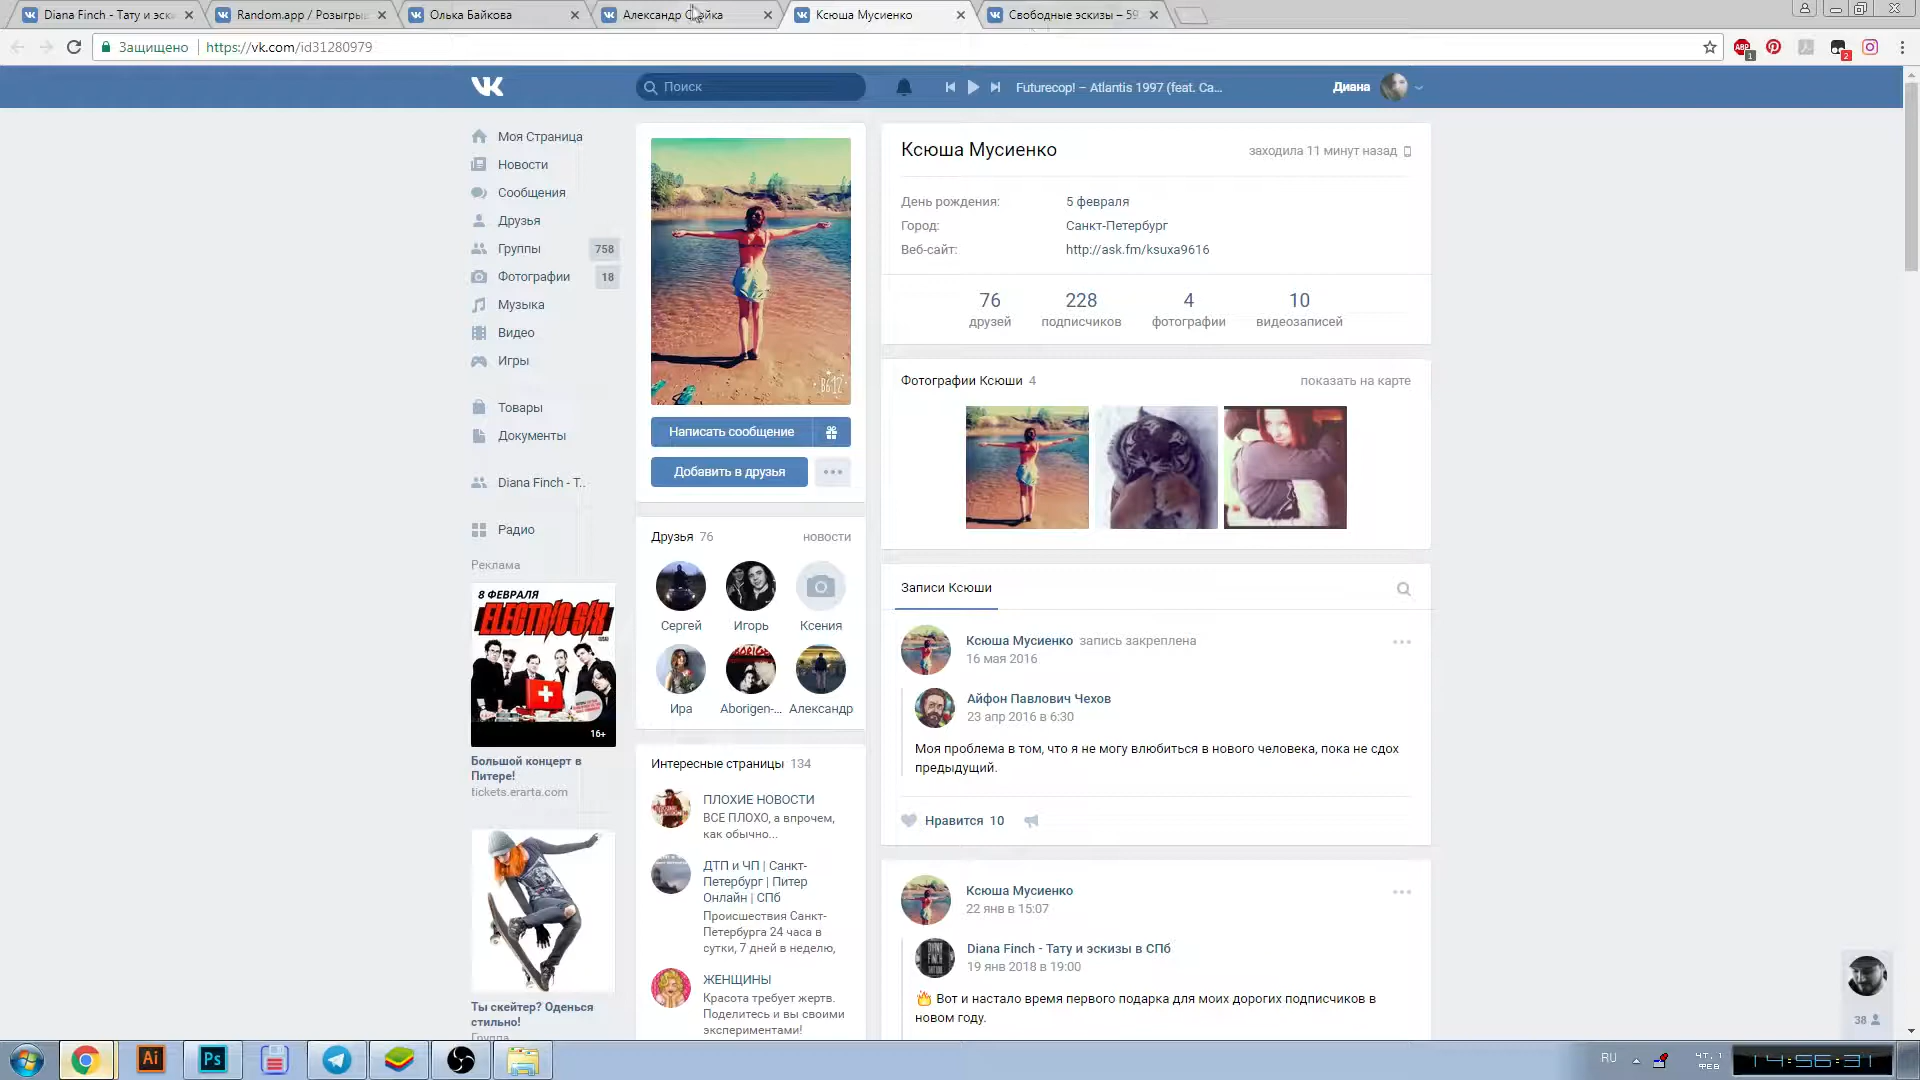 Diana Finch - Тату и эск
Random.app / Розыгрыш
Олька Байкова
Александр
Ксюша Мусиенко
Свободные эскизы – 59
Защищено
https://vk.com/id31280979
ABP
1
2
Поиск
Futurecop! – Atlantis 1997 (feat. Ca...
Диана
Моя Страница
Новости
Сообщения
Друзья
Группы
758
Фотографии
18
Музыка
Видео
Игры
Товары
Документы
Diana Finch - Т..
Радио
Реклама
8 ФЕВРАЛЯ
ELECTRIC SIX
16+
Большой концерт в
Питере!
tickets.erarta.com
Ты скейтер? Оденься
стильно!
Группа
B612
Написать сообщение
Добавить в друзья
Друзья 76
новости
Сергей
Игорь
Ксения
Ира
Aborigen-...
Александр
Интересные страницы 134
ПЛОХИЕ НОВОСТИ
ВСЕ ПЛОХО, а впрочем,
как обычно...
ДТП и ЧП | Санкт-
Петербург | Питер
Онлайн | СПб
Происшествия Санкт-
Петербурга 24 часа в
сутки, 7 дней в неделю,
ЖЕНЩИНЫ
Красота требует жертв.
Поделитесь и вы своими
экспериментами!
Ксюша Мусиенко
заходила 11 минут назад
День рождения:
5 февраля
Город:
Санкт-Петербург
Веб-сайт:
http://ask.fm/ksuxa9616
76
друзей
228
подписчиков
4
фотографии
10
видеозаписей
Фотографии Ксюши 4
показать на карте
Записи Ксюши
Ксюша Мусиенко запись закреплена
16 мая 2016
Айфон Павлович Чехов
23 апр 2016 в 6:30
Моя проблема в том, что я не могу влюбиться в нового человека, пока не сдох
предыдущий.
Нравится 10
Ксюша Мусиенко
22 янв в 15:07
Diana Finch - Тату и эскизы в СПб
19 янв 2018 в 19:00
🔥 Вот и настало время первого подарка для моих дорогих подписчиков в
новом году.
38
Ai
Ps
RU
ЧТ, 1
ФЕВ
14:56:31